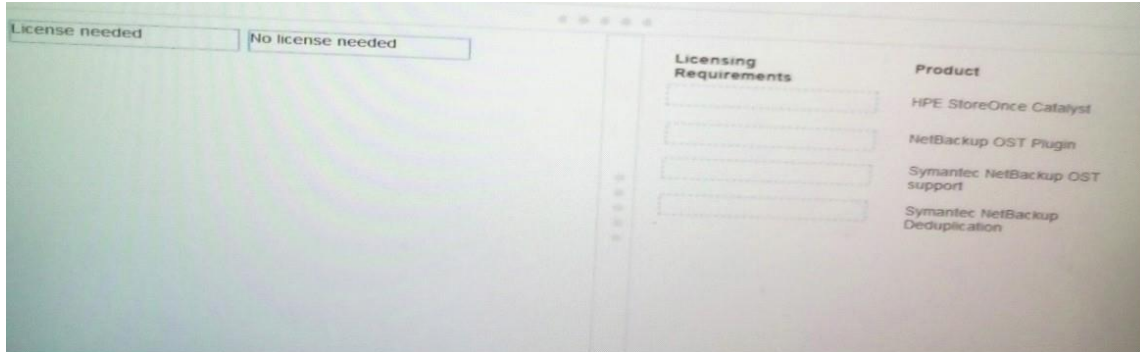 License needed
No license needed
Licensing
Requirements
Product
HPE StoreOnce Catalyst
NetBackup OST Plugin
Symantec NetBackup OST
support
Symantec NetBackup
Deduplication